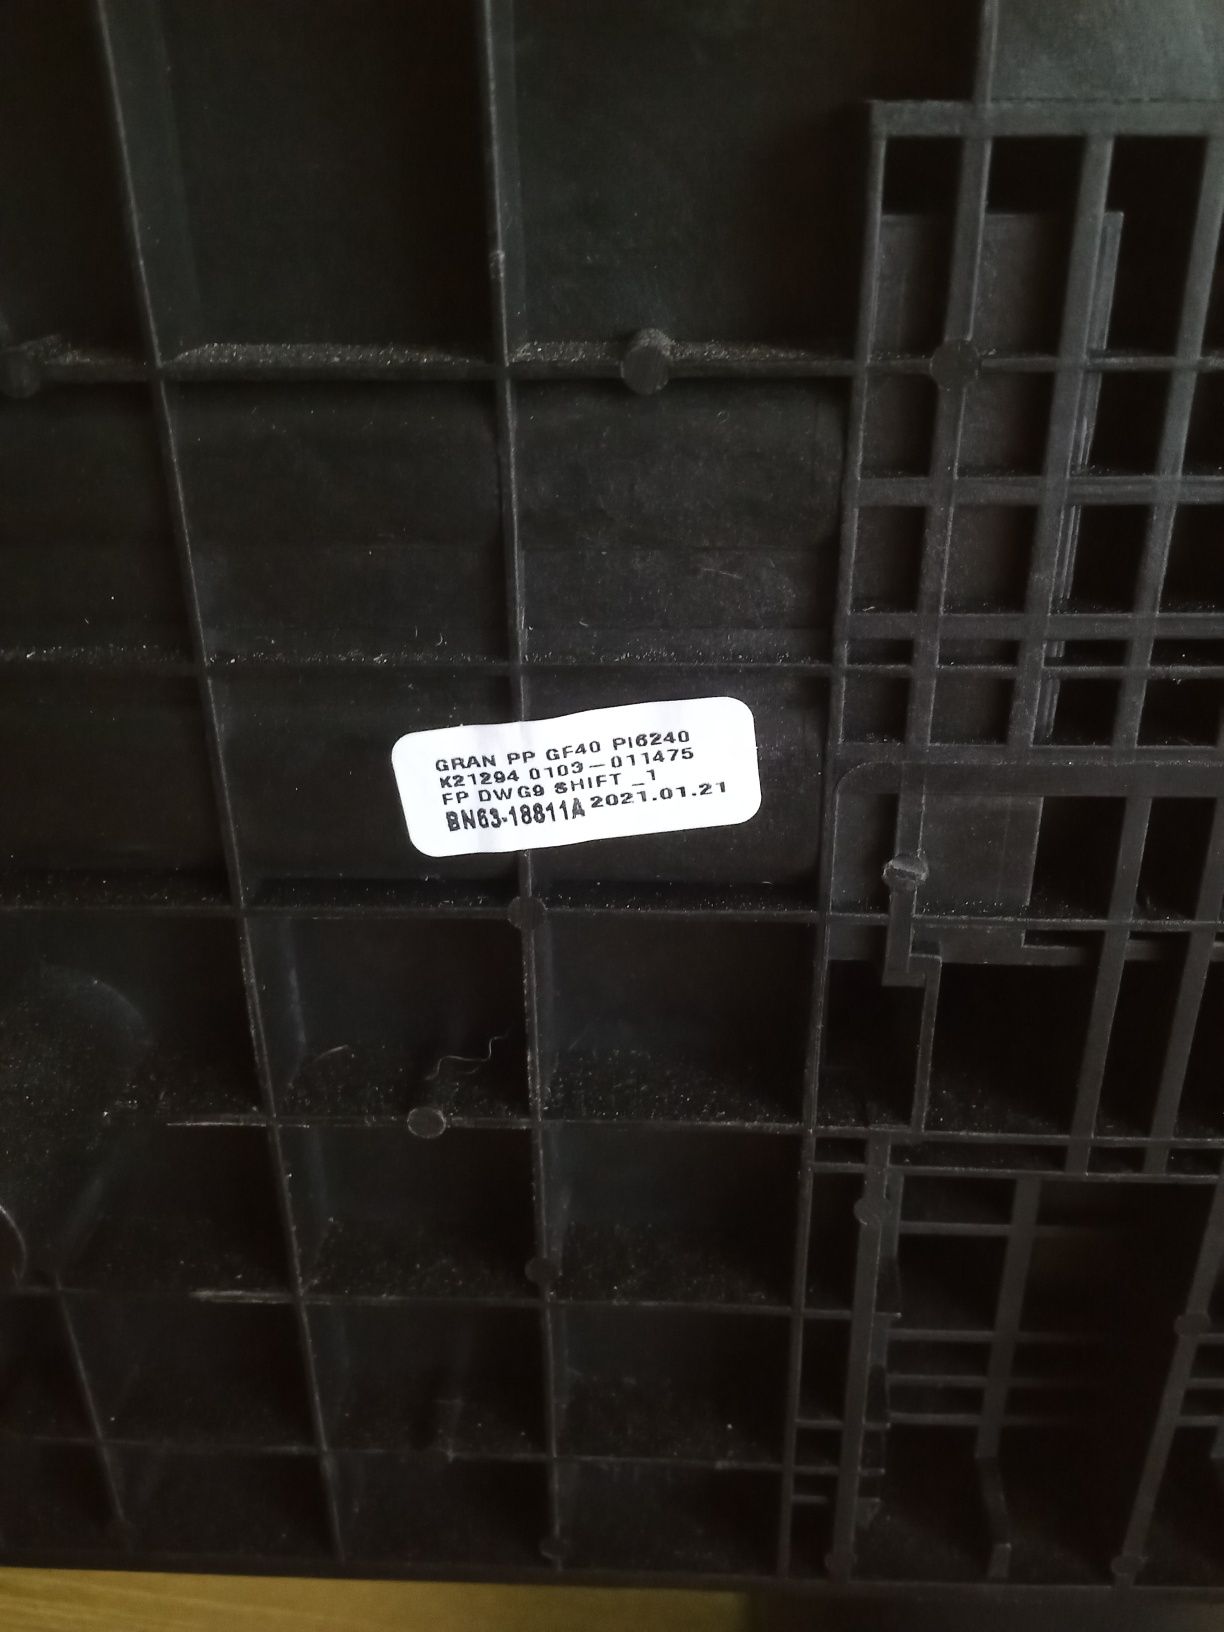 GRAN PP GF40 PI6240
K21294 0103-011475
FP DWG9 SHIFT _1
BN63-18811A 2021.01.21